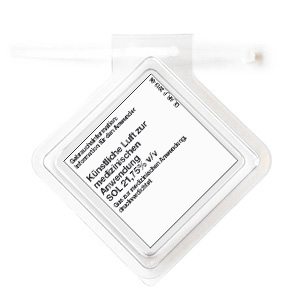 Gebrauchsinformation:
Information für den Anwender
Künstliche Luft zur
medizinischen
Anwendung
SOL 21,75% v/v
Gas zur medizinischen Anwendung,
druckverdichtet